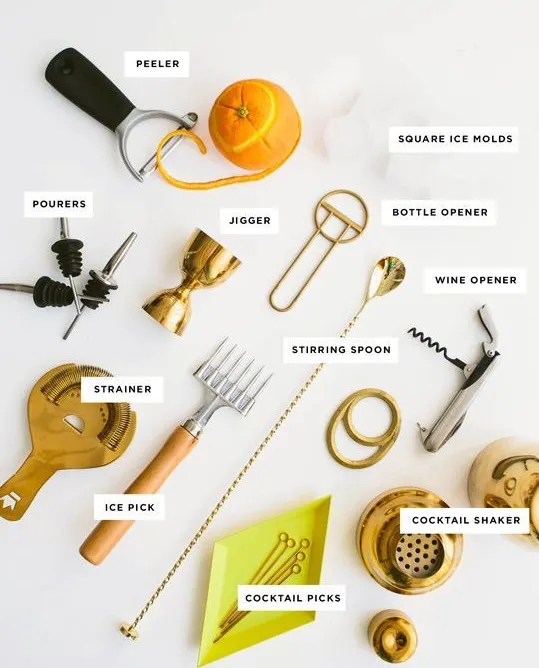 PEELER
SQUARE ICE MOLDS
POURERS
JIGGER
BOTTLE OPENER
WINE OPENER
STIRRING SPOON
STRAINER
ICE PICK
COCKTAIL SHAKER
COCKTAIL PICKS